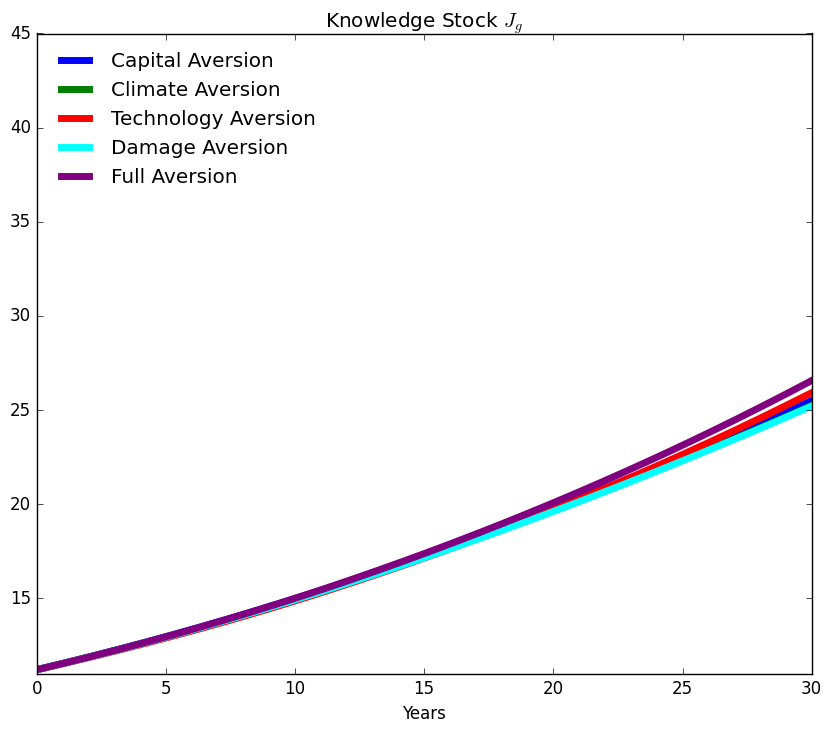 Knowledge Stock J_g
45
40
35
30
25
20
15
Capital Aversion
Climate Aversion
Technology Aversion
Damage Aversion
Full Aversion
0 5 10 15 20 25 30
Years